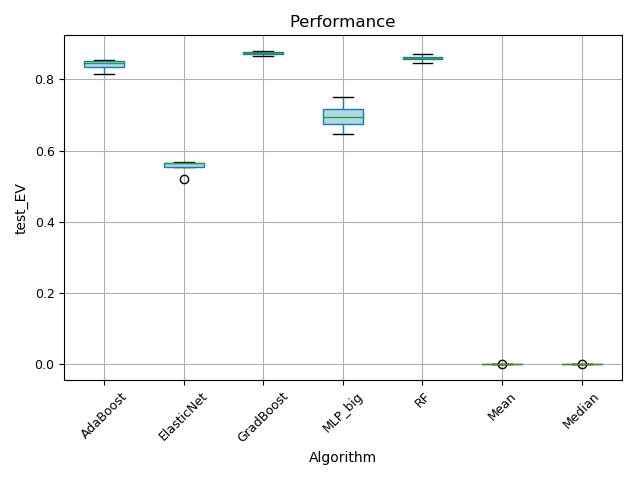 Performance
test_EV
0.8
0.6
0.4
0.2
0.0
AdaBoost
ElasticNet
GradBoost
MLP_big
RF
Mean
Median
Algorithm